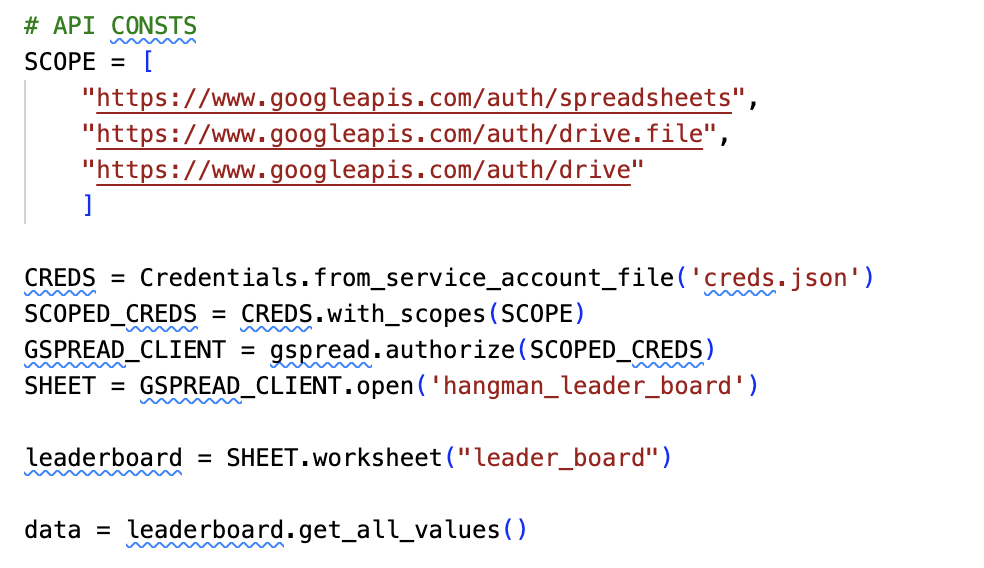 # API CONSTS
SCOPE = [
    "https://www.googleapis.com/auth/spreadsheets",
    "https://www.googleapis.com/auth/drive.file",
    "https://www.googleapis.com/auth/drive"
    ]

CREDS = Credentials.from_service_account_file('creds.json')
SCOPED_CREDS = CREDS.with_scopes(SCOPE)
GSPREAD_CLIENT = gspread.authorize(SCOPED_CREDS)
SHEET = GSPREAD_CLIENT.open('hangman_leader_board')

leaderboard = SHEET.worksheet("leader_board")

data = leaderboard.get_all_values()